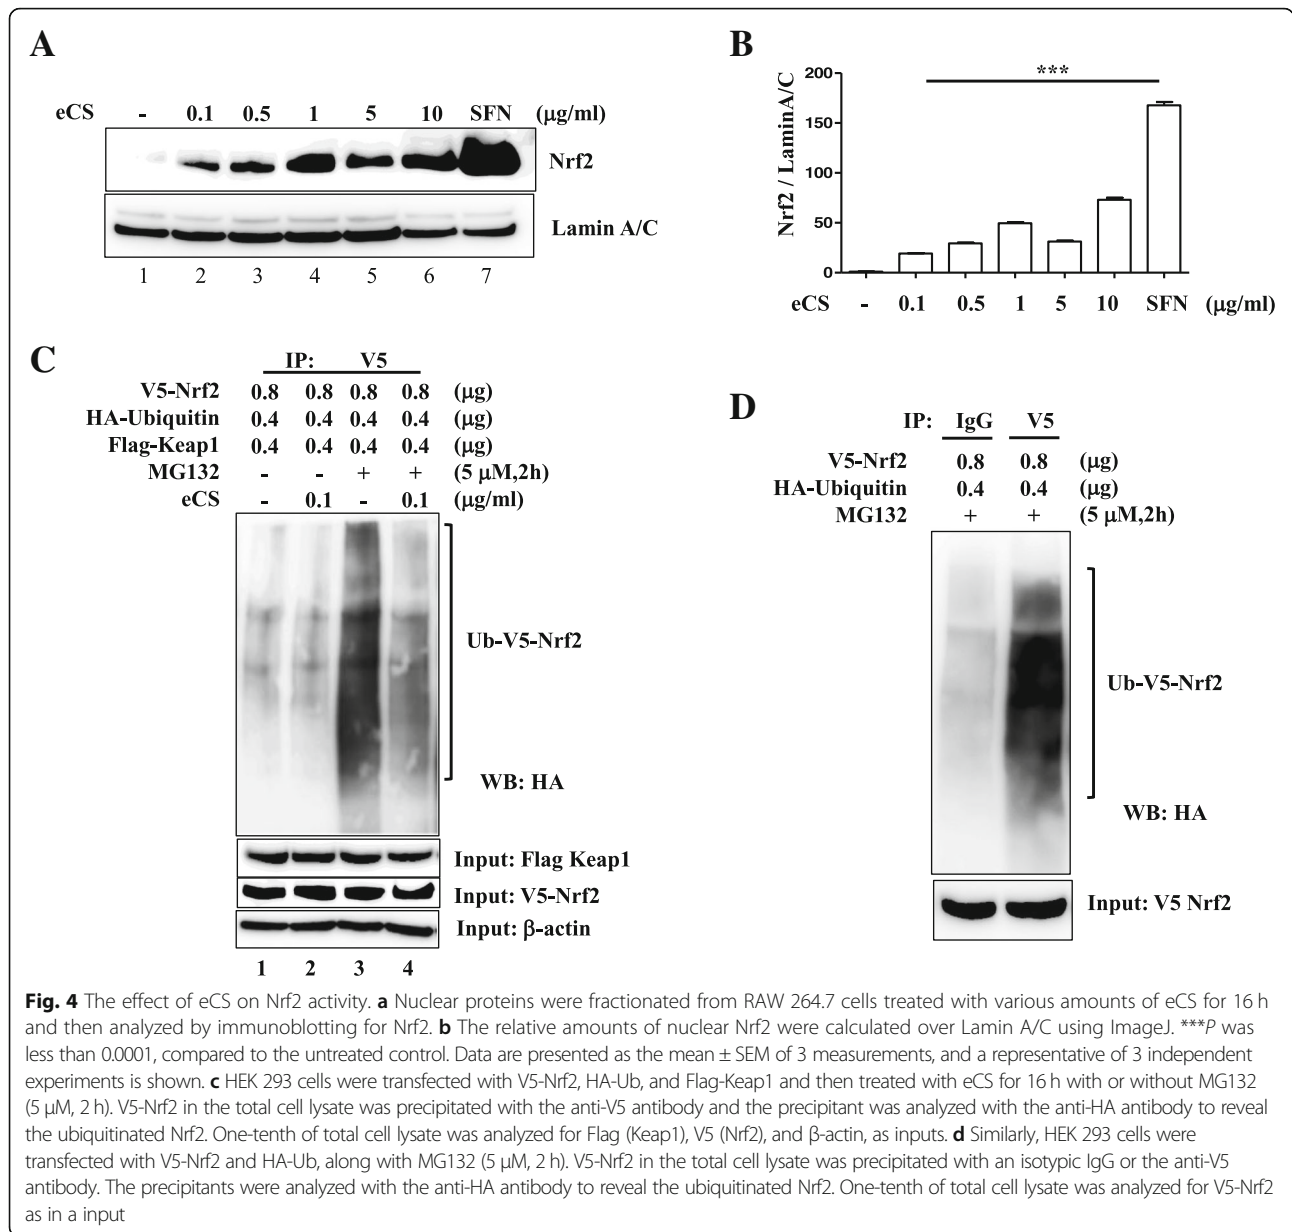 A
eCS - 0.1 0.5 1 5 10 SFN (μg/ml)
Nrf2
Lamin A/C
1 2 3 4 5 6 7
B
***
Nrf2 / LaminA/C
200
150
100
50
0
eCS - 0.1 0.5 1 5 10 SFN (μg/ml)
C
IP: V5
V5-Nrf2 0.8 0.8 0.8 0.8 (μg)
HA-Ubiquitin 0.4 0.4 0.4 0.4 (μg)
Flag-Keap1 0.4 0.4 0.4 0.4 (μg)
MG132 - - + + (5 μM,2h)
eCS - 0.1 - 0.1 (μg/ml)
Ub-V5-Nrf2
WB: HA
Input: Flag Keap1
Input: V5-Nrf2
Input: β-actin
1 2 3 4
D
IP: IgG V5
V5-Nrf2 0.8 0.8 (μg)
HA-Ubiquitin 0.4 0.4 (μg)
MG132 + + (5 μM,2h)
Ub-V5-Nrf2
WB: HA
Input: V5 Nrf2
Fig. 4 The effect of eCS on Nrf2 activity. a Nuclear proteins were fractionated from RAW 264.7 cells treated with various amounts of eCS for 16 h
and then analyzed by immunoblotting for Nrf2. b The relative amounts of nuclear Nrf2 were calculated over Lamin A/C using ImageJ. ***P was
less than 0.0001, compared to the untreated control. Data are presented as the mean ± SEM of 3 measurements, and a representative of 3 independent
experiments is shown. c HEK 293 cells were transfected with V5-Nrf2, HA-Ub, and Flag-Keap1 and then treated with eCS for 16 h with or without MG132
(5 μM, 2 h). V5-Nrf2 in the total cell lysate was precipitated with the anti-V5 antibody and the precipitant was analyzed with the anti-HA antibody to reveal
the ubiquitinated Nrf2. One-tenth of total cell lysate was analyzed for Flag (Keap1), V5 (Nrf2), and β-actin, as inputs. d Similarly, HEK 293 cells were
transfected with V5-Nrf2 and HA-Ub, along with MG132 (5 μM, 2 h). V5-Nrf2 in the total cell lysate was precipitated with an isotypic IgG or the anti-V5
antibody. The precipitants were analyzed with the anti-HA antibody to reveal the ubiquitinated Nrf2. One-tenth of total cell lysate was analyzed for V5-Nrf2
as in a input